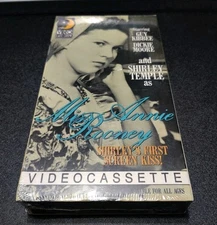 starring
GUY KIBBEE
DICKIE MOORE
and
SHIRLEY
TEMPLE
as
Miss Annie
Rooney
SHIRLEY'S FIRST
SCREEN KISS!
VIDEOCASSETTE
FOR ALL AGES